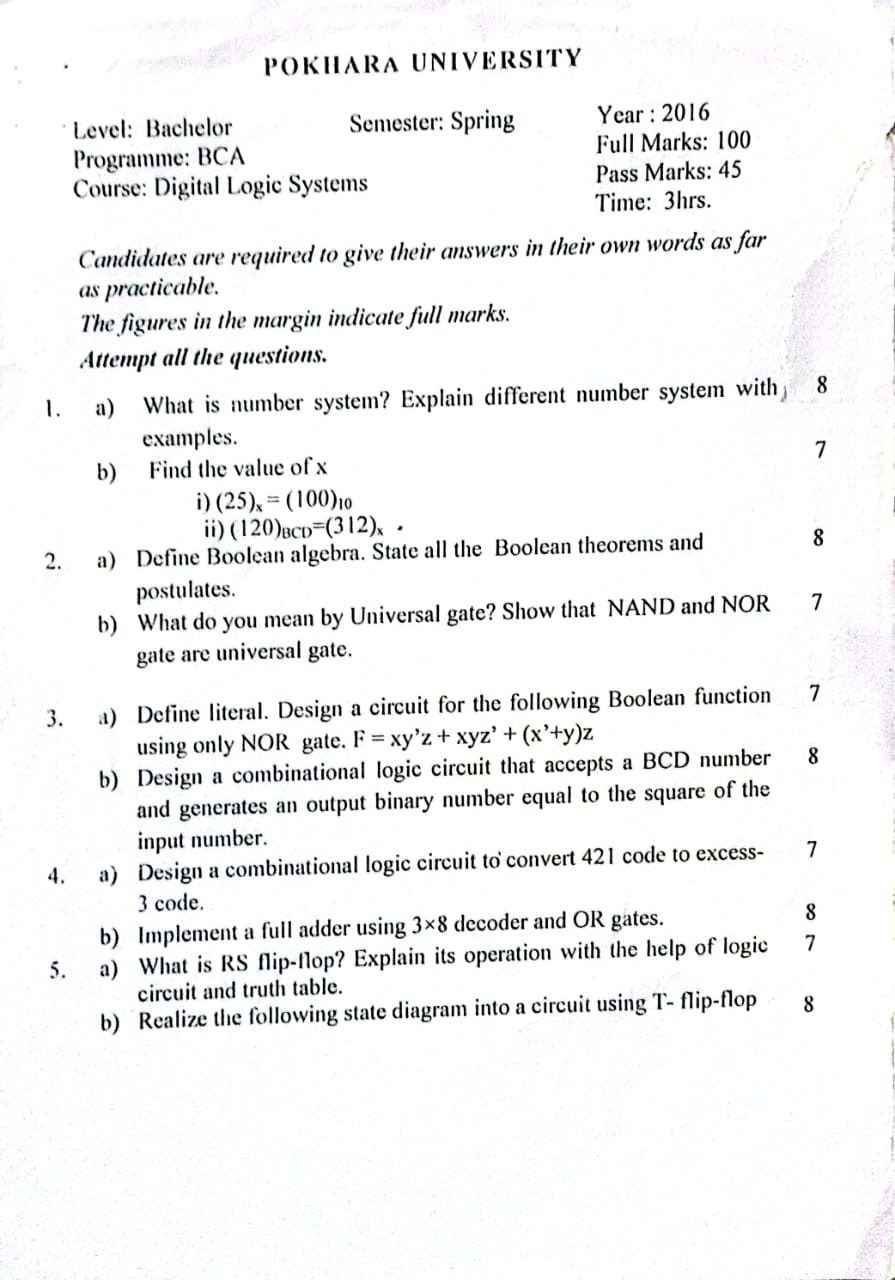 POKHARA UNIVERSITY
Level: Bachelor Semester: Spring Year : 2016
Programme: BCA Full Marks: 100
Course: Digital Logic Systems Pass Marks: 45
Time: 3hrs.
Candidates are required to give their answers in their own words as far
as practicable.
The figures in the margin indicate full marks.
Attempt all the questions.
1. a) What is number system? Explain different number system with 8
examples.
b) Find the value of x 7
i) (25)ₓ = (100)₁₀
ii) (120)BCD=(312)ₓ .
2. a) Define Boolean algebra. State all the Boolean theorems and 8
postulates.
b) What do you mean by Universal gate? Show that NAND and NOR 7
gate are universal gate.
3. a) Define literal. Design a circuit for the following Boolean function 7
using only NOR gate. F = xy’z + xyz’ + (x’+y)z
b) Design a combinational logic circuit that accepts a BCD number 8
and generates an output binary number equal to the square of the
input number.
4. a) Design a combinational logic circuit to convert 421 code to excess- 7
3 code.
b) Implement a full adder using 3×8 decoder and OR gates. 8
5. a) What is RS flip-flop? Explain its operation with the help of logic 7
circuit and truth table.
b) Realize the following state diagram into a circuit using T- flip-flop 8